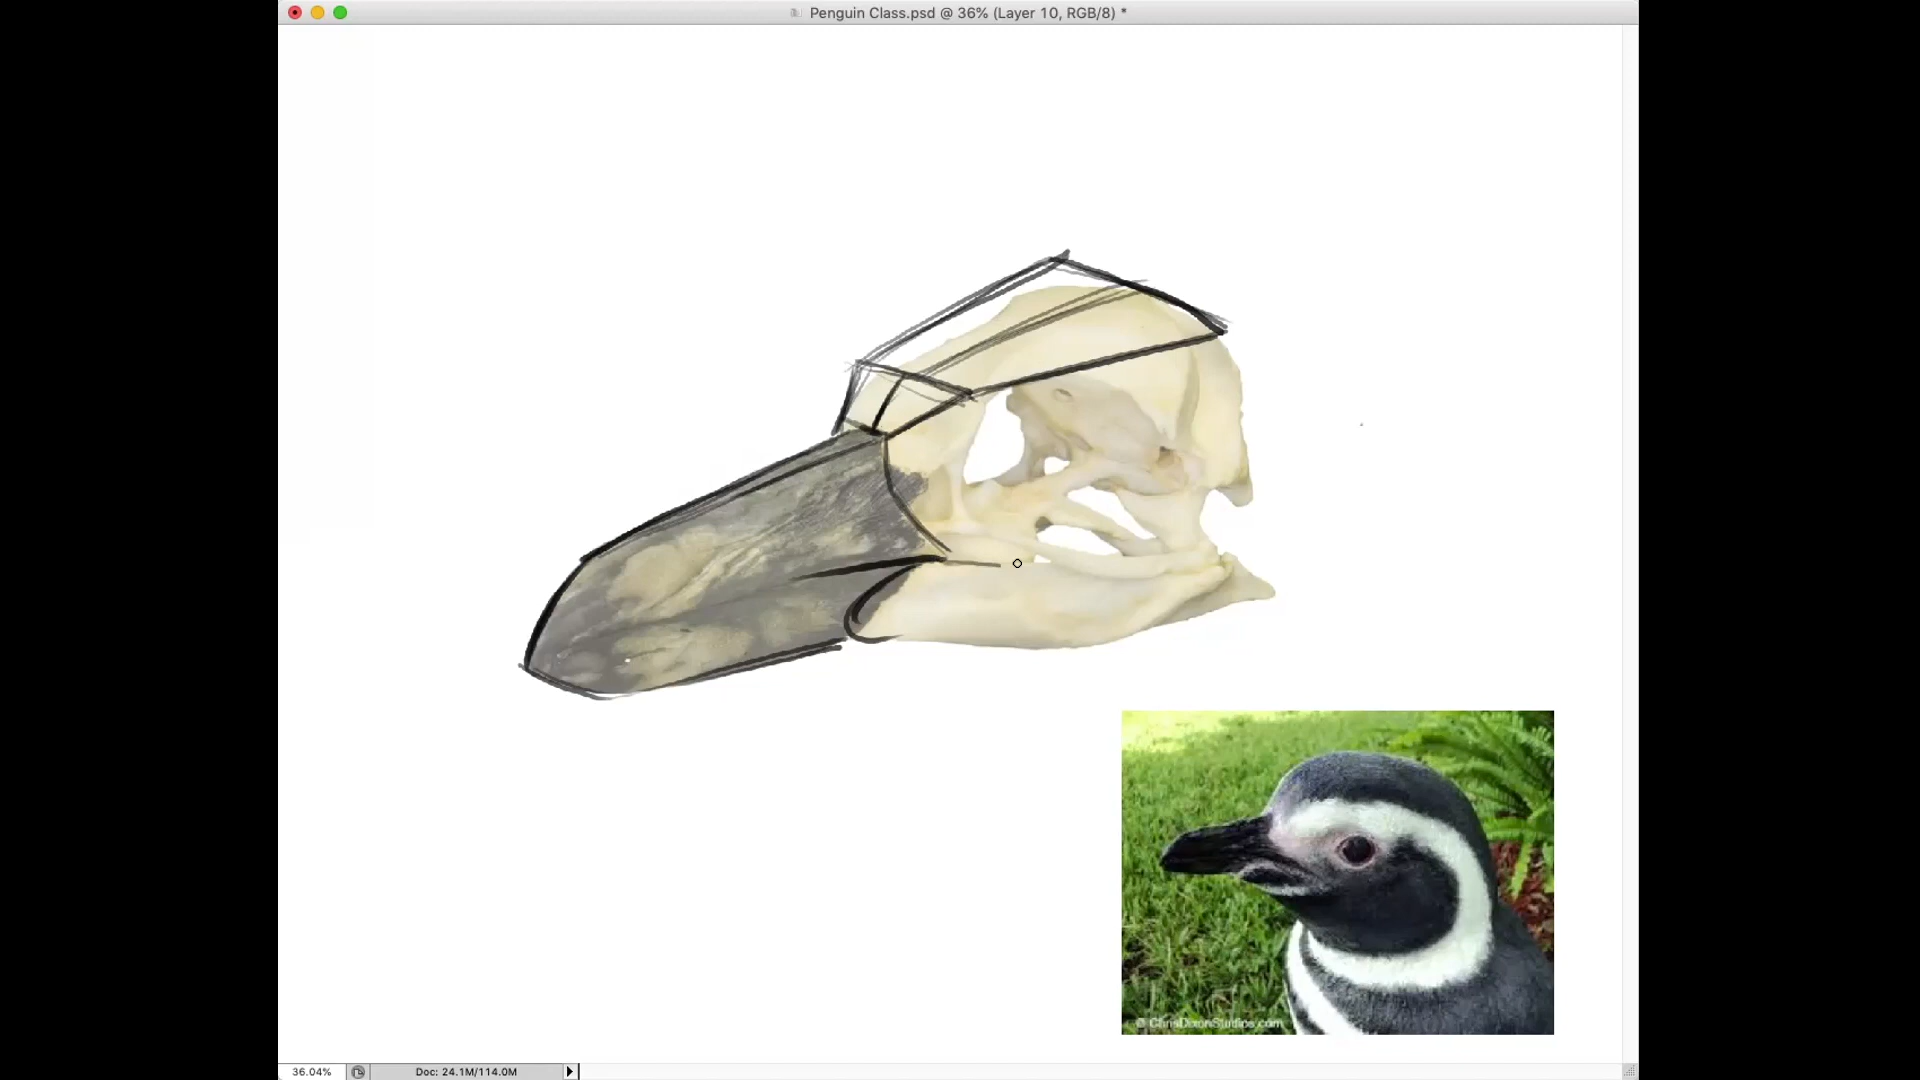 Penguin Class.psd @ 36% (Layer 10, RGB/8) *
© ChrisDixonStudios.com
36.04%
Doc: 24.1M/114.0M